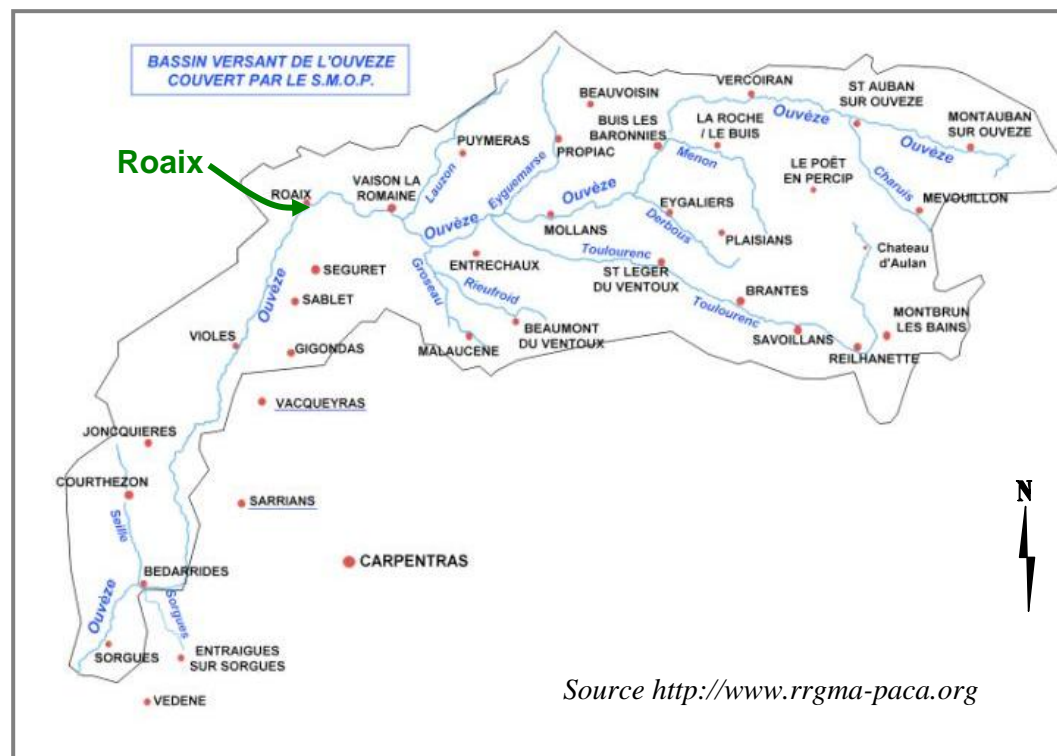 BASSIN VERSANT DE L'OUVEZE
COUVERT PAR LE S.M.O.P.
Roaix
ROAIX
VAISON LA
ROMAINE
PUYMERAS
Lauzon
Eyguemarse
BEAUVOISIN
PROPIAC
BUIS LES
BARONNIES
VERCOIRAN
LA ROCHE
/ LE BUIS
Menon
Ouvèze
ST AUBAN
SUR OUVEZE
MONTAUBAN
SUR OUVEZE
Ouvèze
LE POËT
EN PERCIP
Charuis
MEVOUILLON
Ouvèze
MOLLANS
EYGALIERS
Derbous
PLAISIANS
Ouvèze
Groseau
ENTRECHAUX
Rieufroid
Toulourenc
ST LEGER
DU VENTOUX
BRANTES
Toulourenc
SAVOILLANS
Chateau
d'Aulan
MONTBRUN
LES BAINS
REILHANETTE
BEAUMONT
DU VENTOUX
MALAUCENE
Ouvèze
SEGURET
SABLET
VIOLES
GIGONDAS
VACQUEYRAS
JONCQUIERES
COURTHEZON
Seille
SARRIANS
CARPENTRAS
N
BEDARRIDES
Ouvèze
Sorgues
SORGUES
ENTRAIGUES
SUR SORGUES
VEDENE
Source http://www.rrgma-paca.org